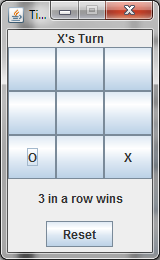 Ti...
X's Turn
O X
3 in a row wins
Reset